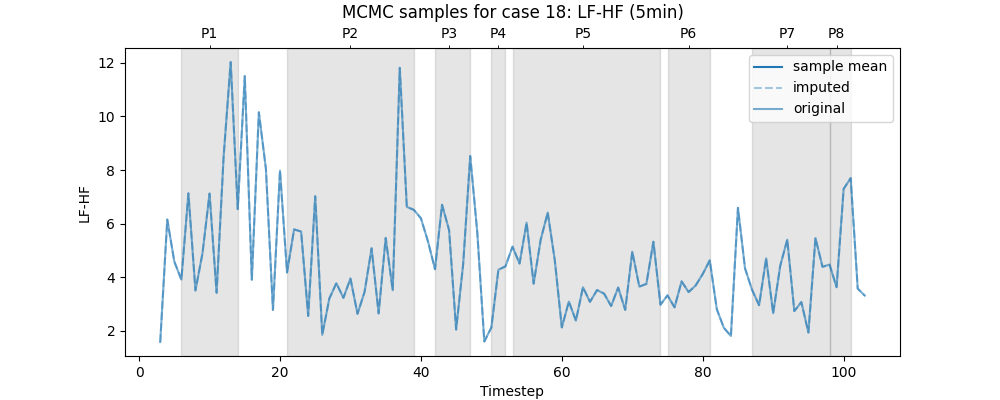 MCMC samples for case 18: LF-HF (5min)
P1 P2 P3 P4 P5 P6 P7 P8
sample mean
imputed
original
12
10
8
6
4
2
LF-HF
0 20 40 60 80 100
Timestep